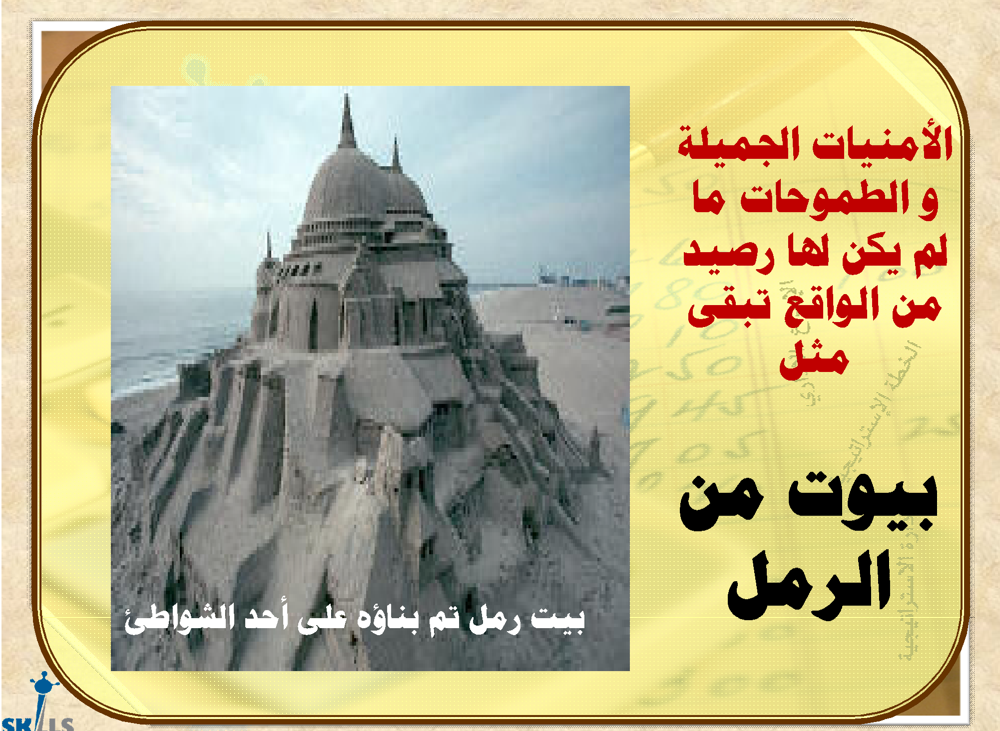 الأمنيات الجميلة
و الطموحات ما
لم يكن لها رصيد
من الواقع تبقى
مثل
بيوت من
الرمل
بيت رمل تم بناؤه على أحد الشواطئ
SKILLS